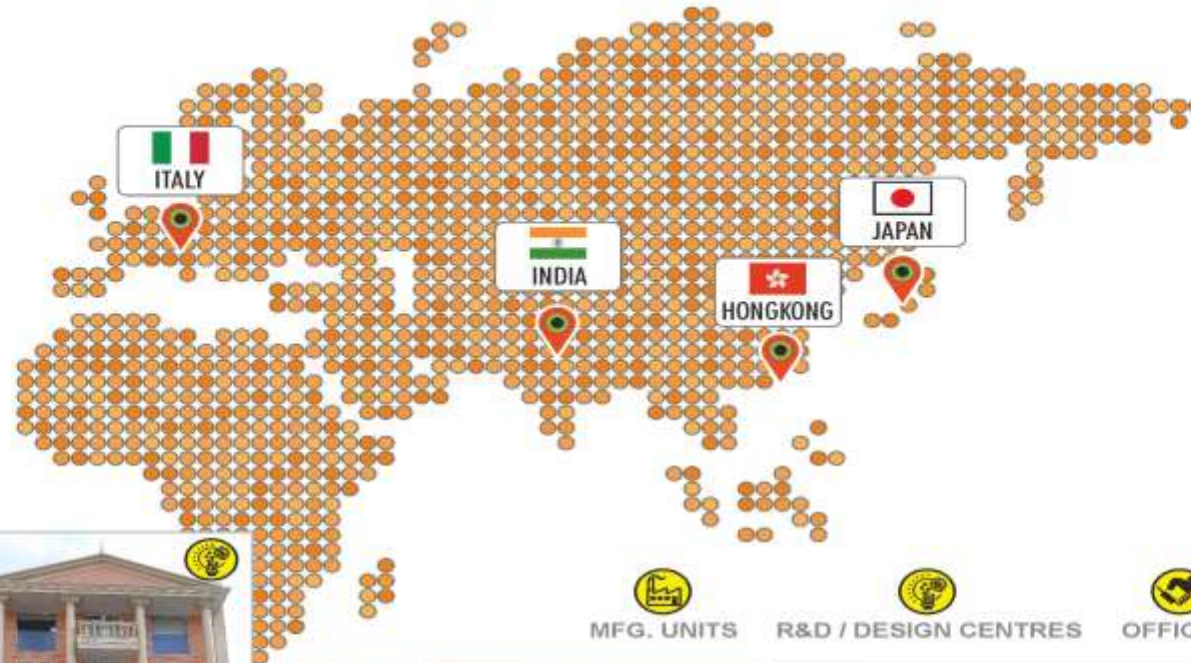 ITALY
JAPAN
INDIA
HONGKONG
MFG. UNITS
R&D / DESIGN CENTRES